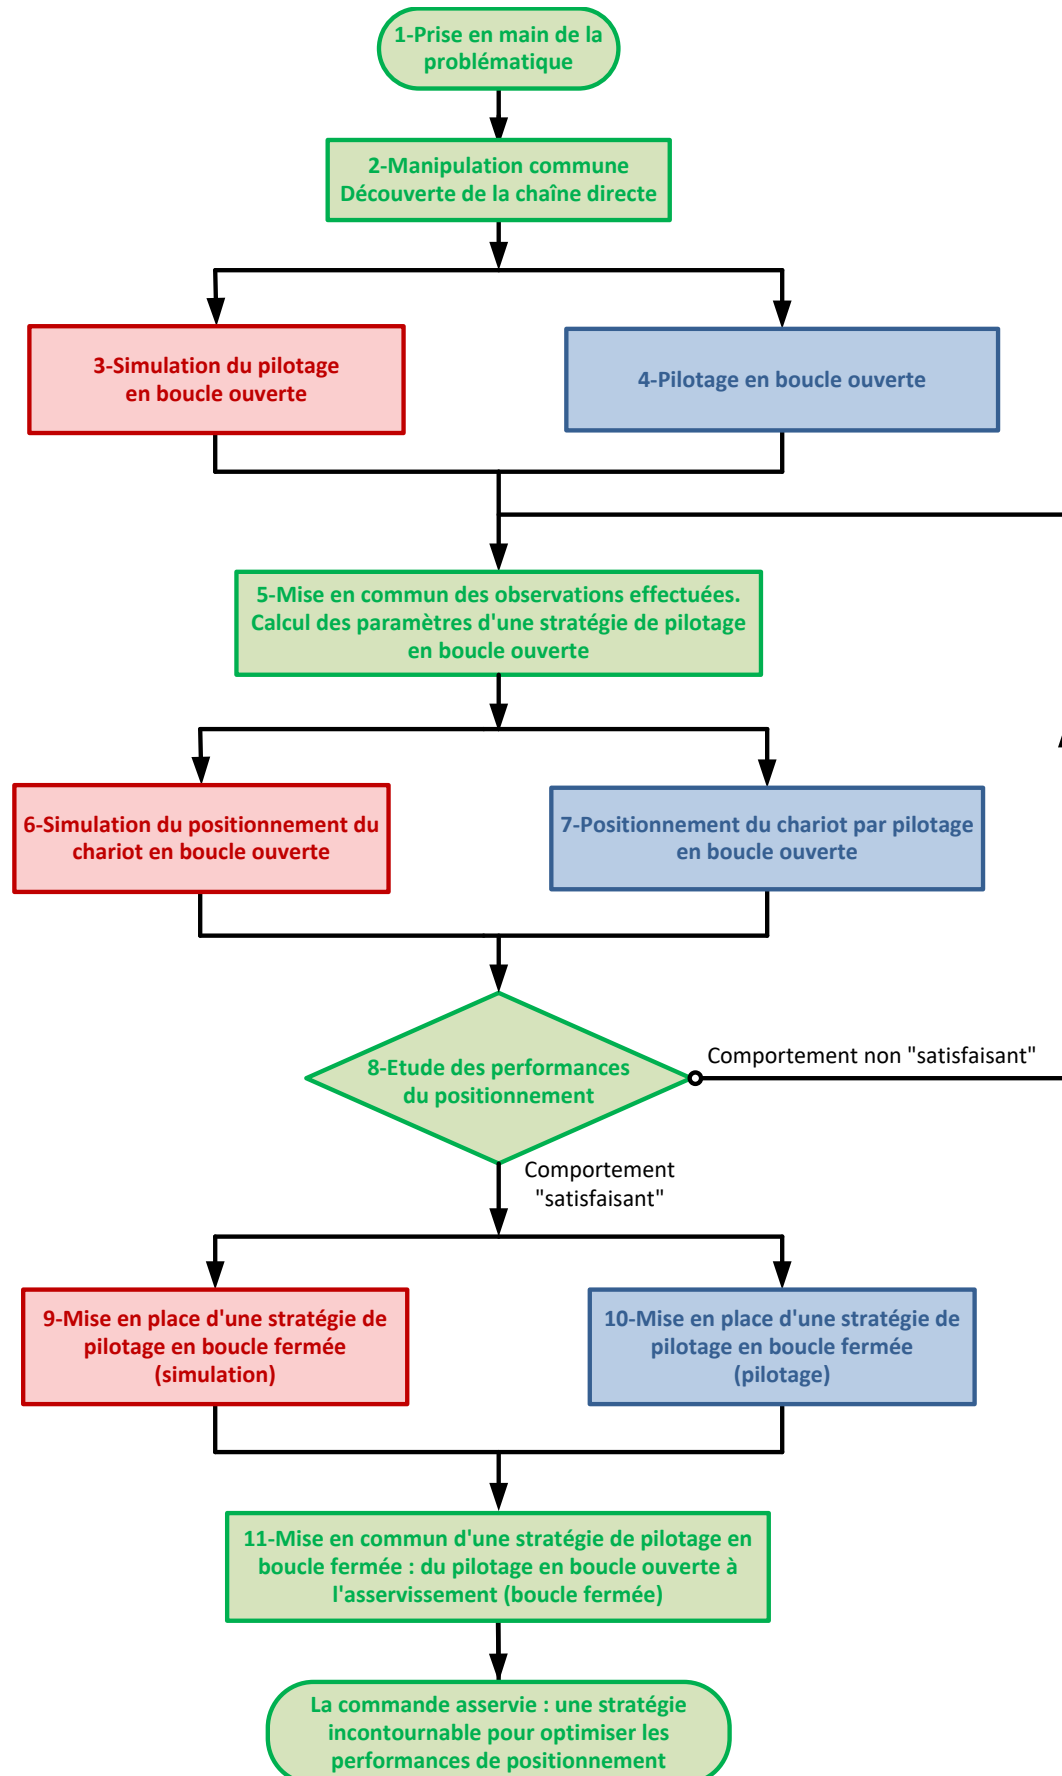 1-Prise en main de la
problématique
2-Manipulation commune
Découverte de la chaîne directe
3-Simulation du pilotage
en boucle ouverte
4-Pilotage en boucle ouverte
5-Mise en commun des observations effectuées.
Calcul des paramètres d'une stratégie de pilotage
en boucle ouverte
6-Simulation du positionnement du
chariot en boucle ouverte
7-Positionnement du chariot par pilotage
en boucle ouverte
8-Etude des performances
du positionnement
Comportement non "satisfaisant"
Comportement
"satisfaisant"
9-Mise en place d'une stratégie de
pilotage en boucle fermée
(simulation)
10-Mise en place d'une stratégie de
pilotage en boucle fermée
(pilotage)
11-Mise en commun d'une stratégie de pilotage en
boucle fermée : du pilotage en boucle ouverte à
l'asservissement (boucle fermée)
La commande asservie : une stratégie
incontournable pour optimiser les
performances de positionnement